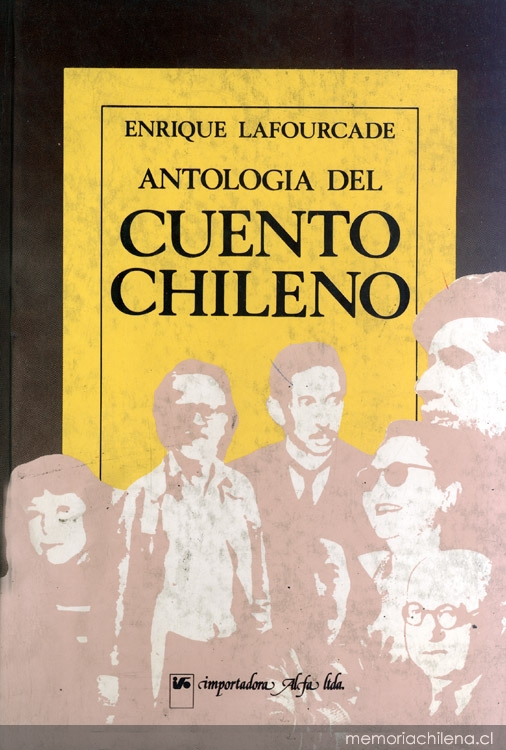 ENRIQUE LAFOURCADE
ANTOLOGIA DEL
CUENTO
CHILENO
importadora Alfa ltda.
memoriachilena.cl